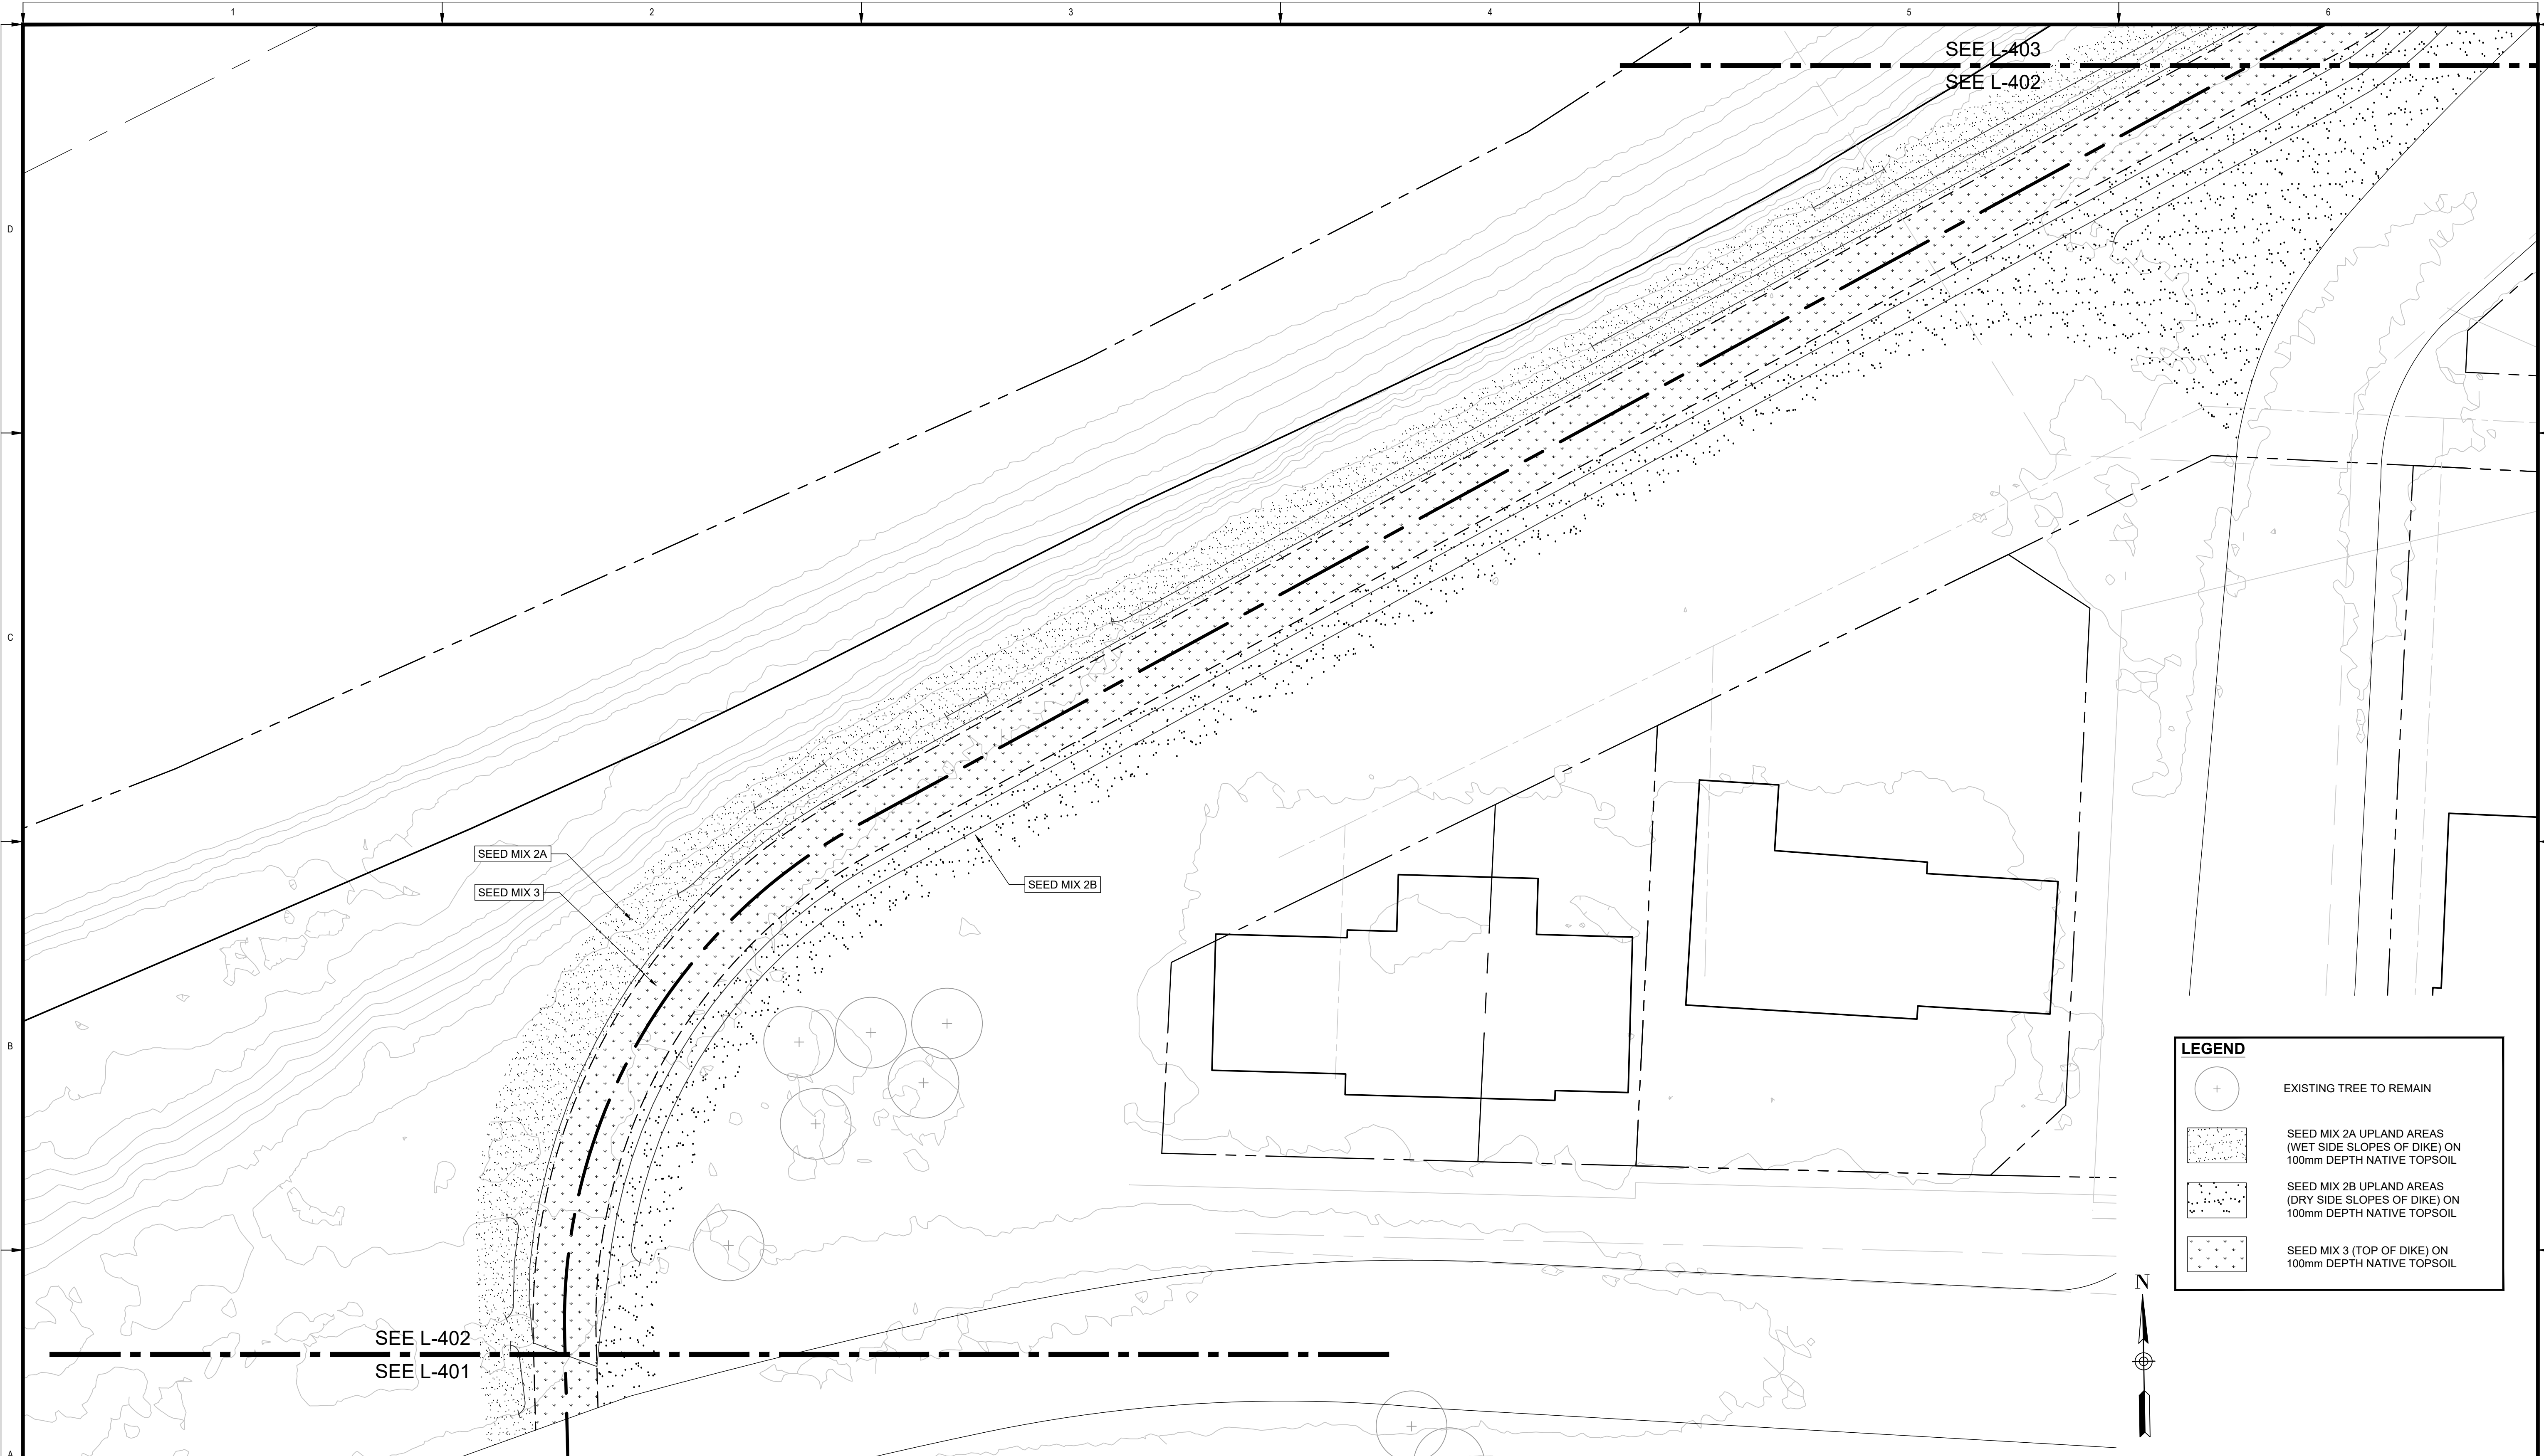 1 2 3 4 5 6
SEE L-403
SEE L-402
D
C
SEED MIX 2A
SEED MIX 3
SEED MIX 2B
B
LEGEND
EXISTING TREE TO REMAIN
SEED MIX 2A UPLAND AREAS
(WET SIDE SLOPES OF DIKE) ON
100mm DEPTH NATIVE TOPSOIL
SEED MIX 2B UPLAND AREAS
(DRY SIDE SLOPES OF DIKE) ON
100mm DEPTH NATIVE TOPSOIL
SEED MIX 3 (TOP OF DIKE) ON
100mm DEPTH NATIVE TOPSOIL
N
SEE L-402
SEE L-401
A